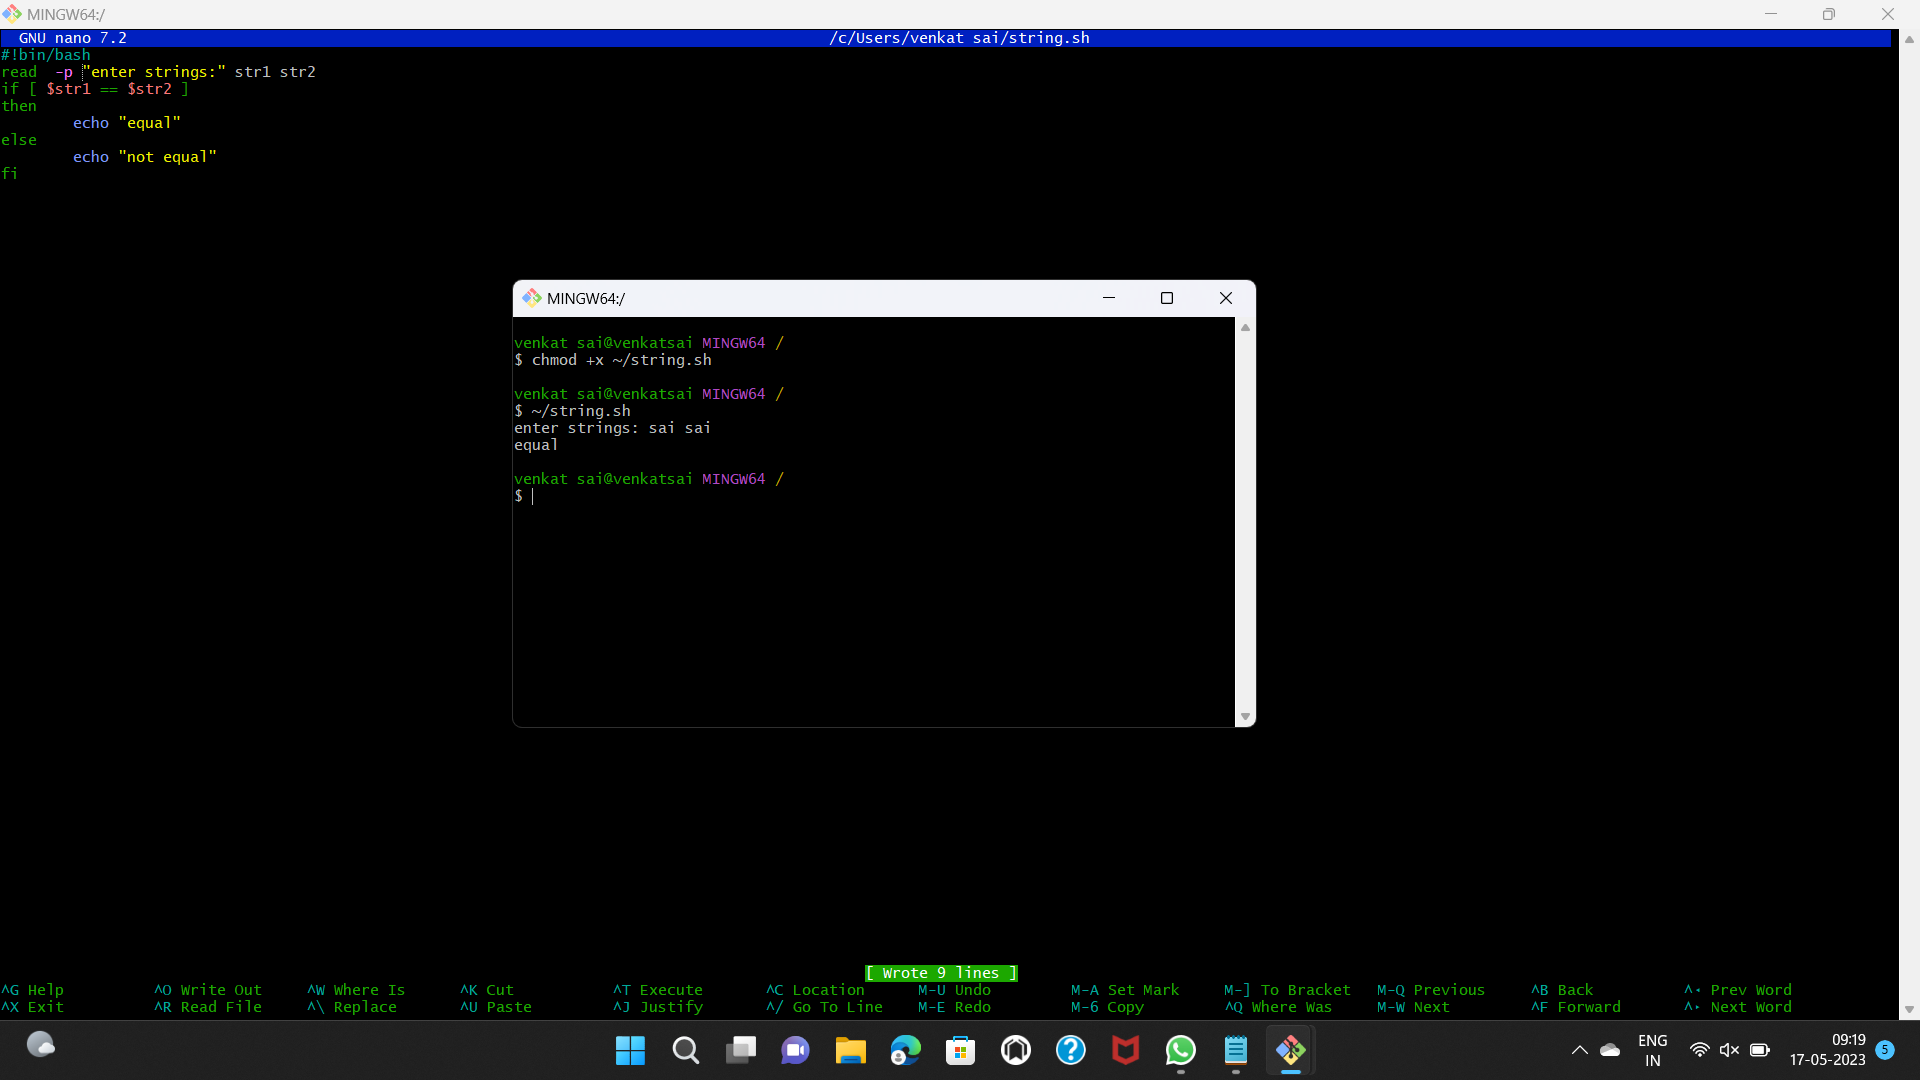 MINGW64:/
GNU nano 7.2 /c/Users/venkat sai/string.sh
#!bin/bash
read  -p "enter strings:" str1 str2
if [ $str1 == $str2 ]
then
        echo "equal"
else
        echo "not equal"
fi
MINGW64:/
venkat sai@venkatsai MINGW64 /
$ chmod +x ~/string.sh
venkat sai@venkatsai MINGW64 /
$ ~/string.sh
enter strings: sai sai
equal
venkat sai@venkatsai MINGW64 /
$
[ Wrote 9 lines ]
^G Help ^O Write Out ^W Where Is ^K Cut ^T Execute ^C Location M-U Undo M-A Set Mark M-] To Bracket M-Q Previous ^B Back ^◂ Prev Word
^X Exit ^R Read File ^\ Replace ^U Paste ^J Justify ^/ Go To Line M-E Redo M-6 Copy ^Q Where Was M-W Next ^F Forward ^▸ Next Word
ENG 09:19
IN 17-05-2023 5